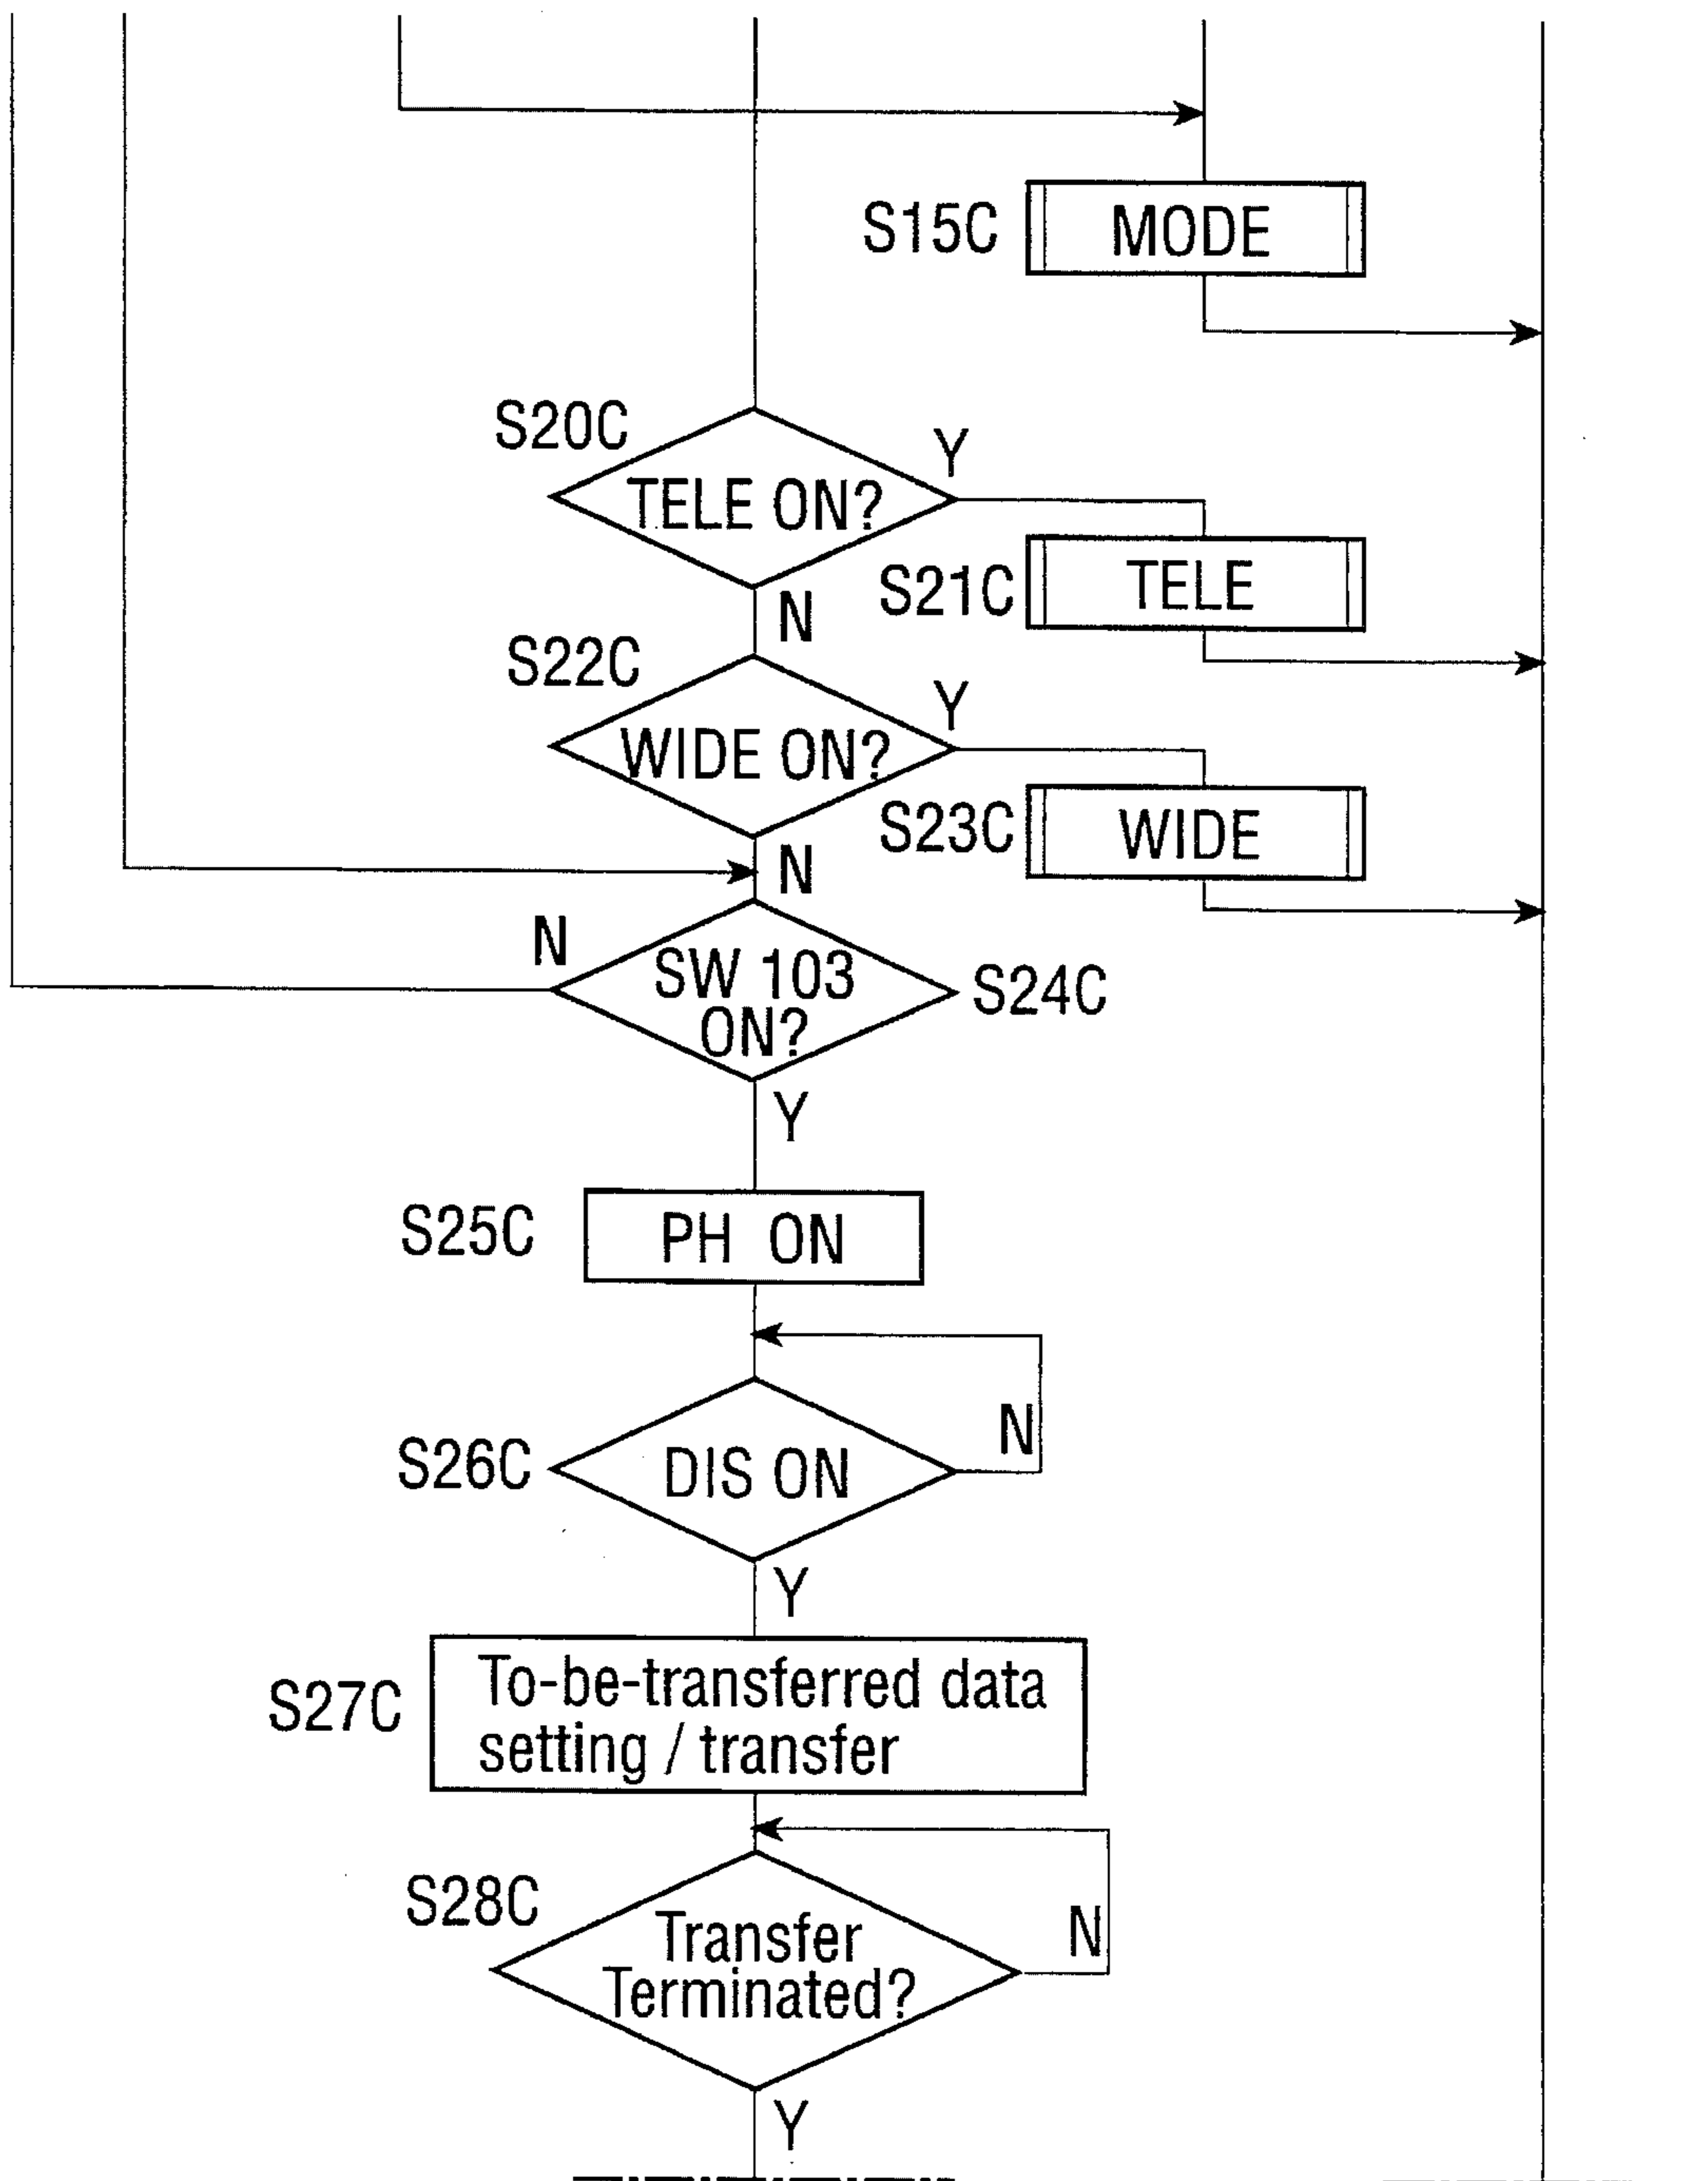 S15C
MODE
S20C
Y
TELE ON?
S21C
TELE
N
S22C
Y
WIDE ON?
S23C
WIDE
N
N
SW 103
ON?
S24C
Y
S25C
PH ON
N
S26C
DIS ON
Y
S27C
To-be-transferred data
setting / transfer
S28C
N
Transfer
Terminated?
Y